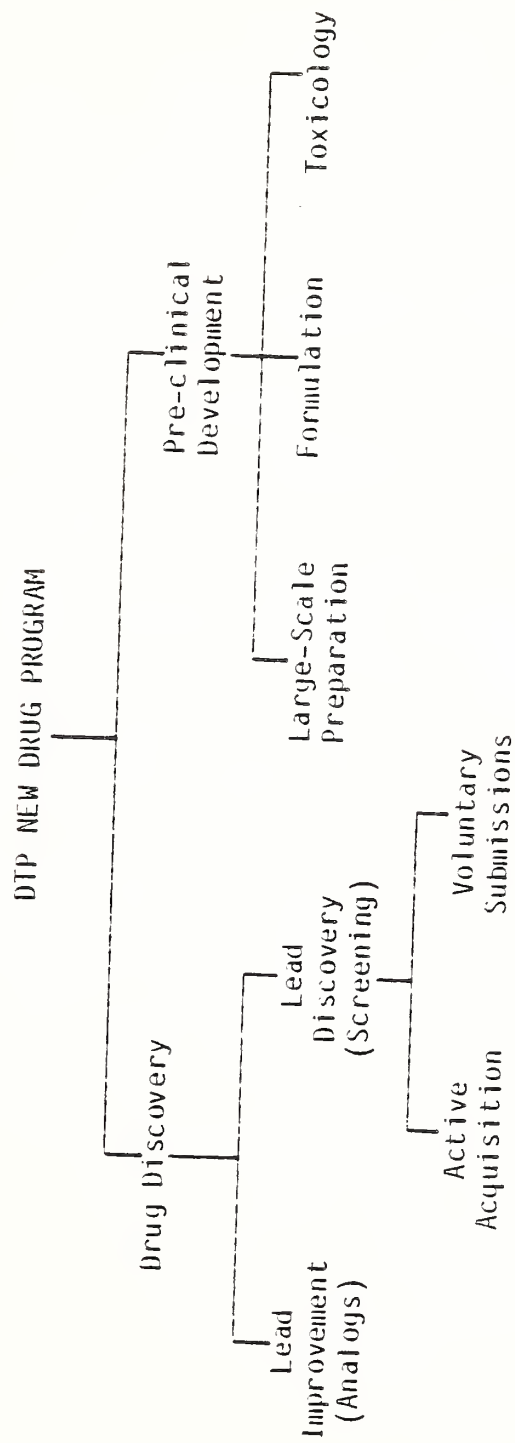 DTP NEW DRUG PROGRAM
Drug Discovery
Pre-clinical
Development
Lead
Improvement
(Analogs)
Lead
Discovery
(Screening)
Large-Scale
Preparation
Formulation
Toxicology
Active
Acquisition
Voluntary
Submissions